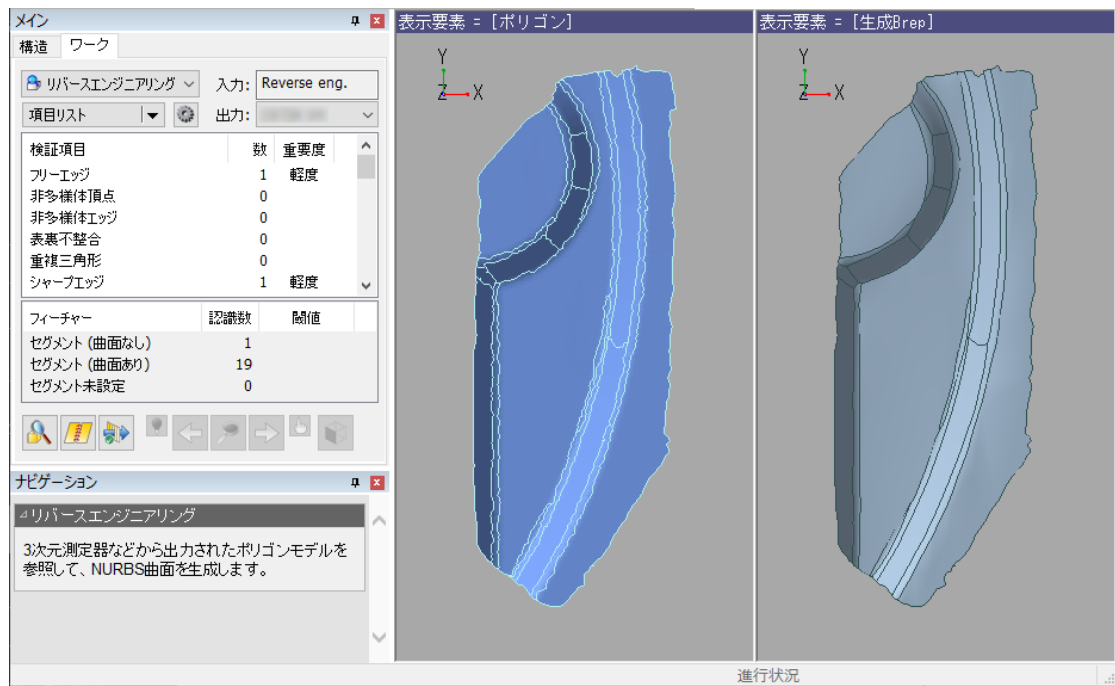 メイン
構造 ワーク
リバースエンジニアリング 入力: Reverse eng.
項目リスト 出力:
検証項目 数 重要度
フリーエッジ 1 軽度
非多様体頂点 0
非多様体エッジ 0
表裏不整合 0
重複三角形 0
シャープエッジ 1 軽度
フィーチャー 認識数 閾値
セグメント (曲面なし) 1
セグメント (曲面あり) 19
セグメント未設定 0
ナビゲーション
リバースエンジニアリング
3次元測定器などから出力されたポリゴンモデルを
参照して、NURBS曲面を生成します。
表示要素 = [ポリゴン]
Y
Z X
表示要素 = [生成Brep]
Y
Z X
進行状況